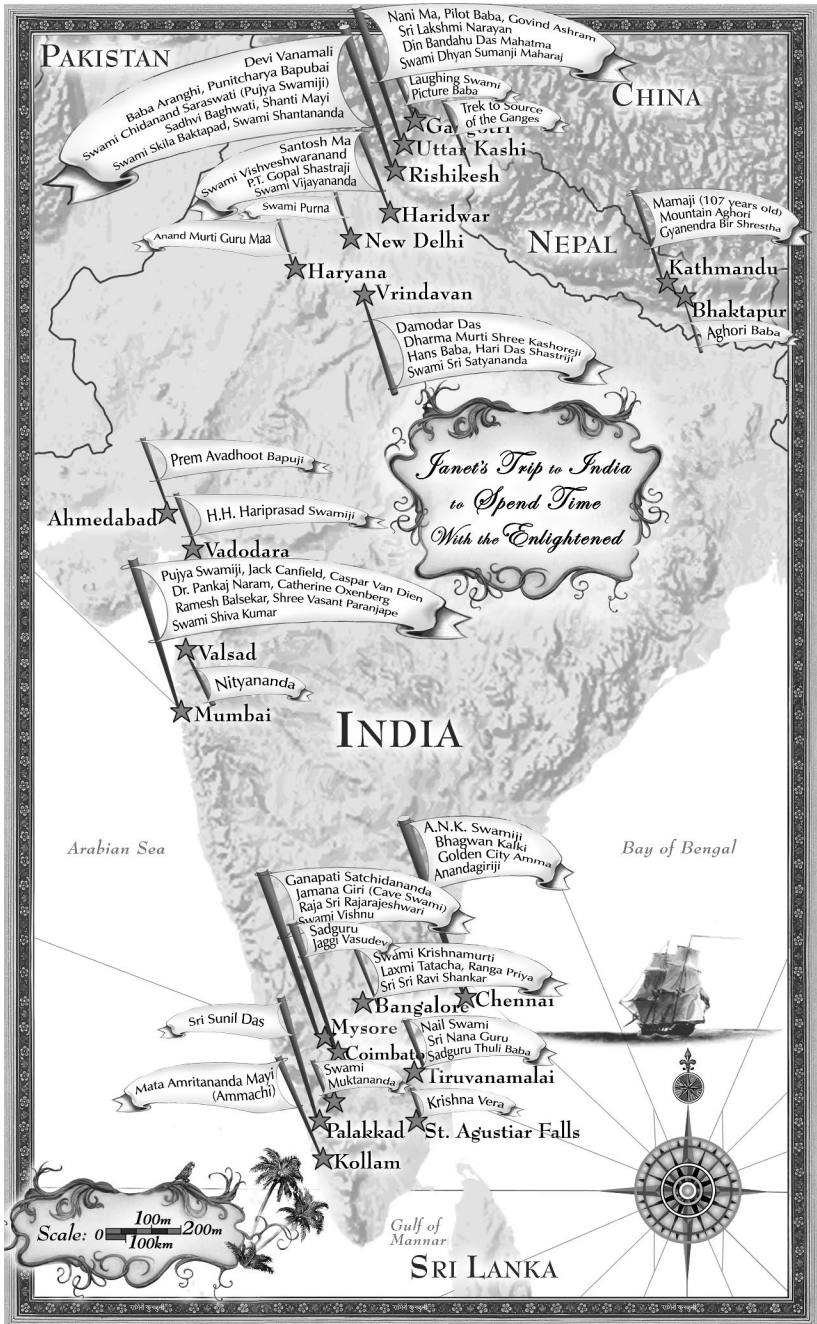 PAKISTAN
CHINA
NEPAL
INDIA
SRI LANKA
Arabian Sea
Bay of Bengal
Gulf of
Mannar
Nani Ma, Pilot Baba, Govind Ashram
Sri Lakshmi Narayan
Din Bandahu Das Mahatma
Swami Dhyan Sumanji Maharaj
Devi Vanamali
Baba Aranghi, Punitcharya Bapubai
Swami Chidanand Saraswati (Pujya Swamiji)
Sadhvi Baghwati, Shanti Mayi
Swami Skila Baktapad, Swami Shantananda
Laughing Swami
Picture Baba
Trek to Source
of the Ganges
Gangotri
Uttar Kashi
Rishikesh
Santosh Ma
Swami Vishveshwaranand
P.T. Gopal Shastraji
Swami Vijayananda
Haridwar
Swami Purna
New Delhi
Anand Murti Guru Maa
Haryana
Vrindavan
Damodar Das
Dharma Murti Shree Kashoreji
Hans Baba, Hari Das Shastriji
Swami Sri Satyananda
Mamaji (107 years old)
Mountain Aghori
Gyanendra Bir Shrestha
Kathmandu
Bhaktapur
Aghori Baba
Janet's Trip to India
to Spend Time
With the Enlightened
Prem Avadhoot Bapuji
Ahmedabad
H.H. Hariprasad Swamiji
Vadodara
Pujya Swamiji, Jack Canfield, Caspar Van Dien
Dr. Pankaj Naram, Catherine Oxenberg
Ramesh Balsekar, Shree Vasant Paranjape
Swami Shiva Kumar
Valsad
Nityananda
Mumbai
A.N.K. Swamiji
Bhagwan Kalki
Golden City Amma
Anandagiriji
Ganapati Satchidananda
Jamana Giri (Cave Swami)
Raja Sri Rajarajeshwari
Swami Vishnu
Sadguru
Jaggi Vasudev
Swami Krishnamurti
Laxmi Tatacha, Ranga Priya
Sri Sri Ravi Shankar
Bangalore
Chennai
Sri Sunil Das
Mysore
Coimbato
Nail Swami
Sri Nana Guru
Sadguru Thuli Baba
Tiruvanamalai
Mata Amritananda Mayi
(Ammachi)
Swami
Muktananda
Krishna Vera
Palakkad
St. Agustiar Falls
Kollam
Scale: 0 100m 200m
100km